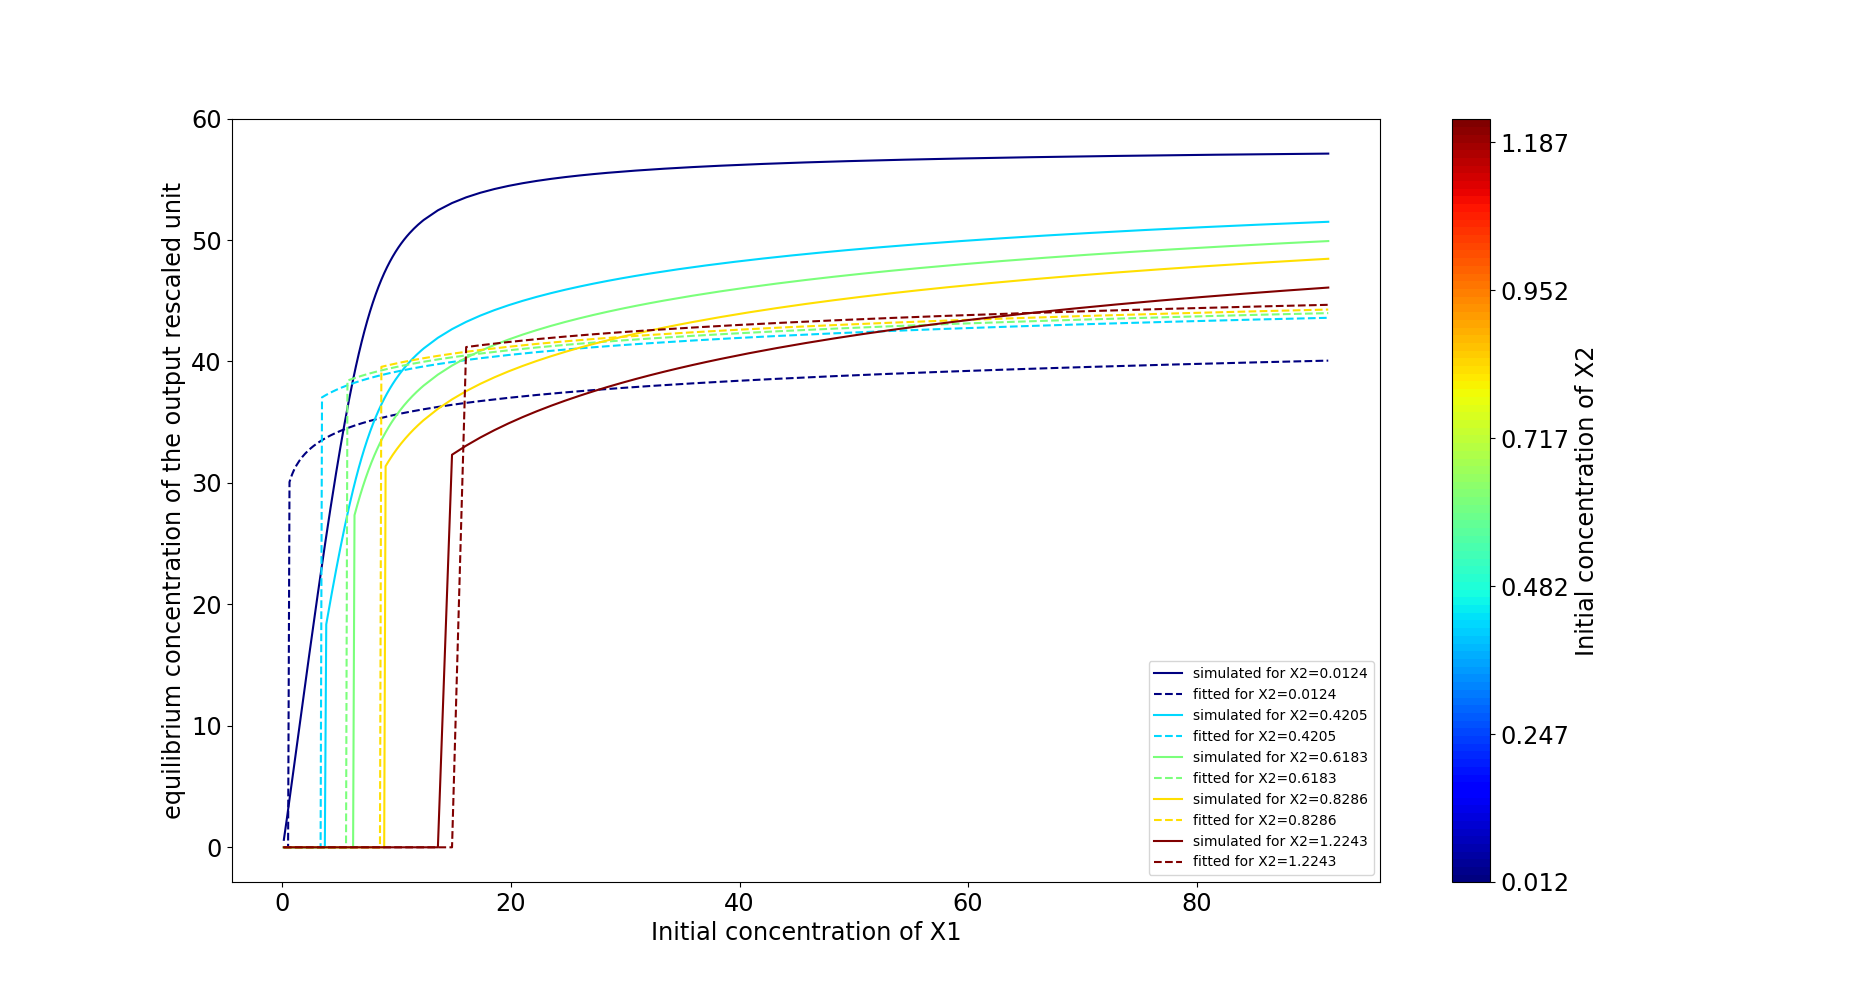 60
50
40
30
20
10
0
equilibrium concentration of the output rescaled unit
0
20
40
60
80
Initial concentration of X1
simulated for X2=0.0124
fitted for X2=0.0124
simulated for X2=0.4205
fitted for X2=0.4205
simulated for X2=0.6183
fitted for X2=0.6183
simulated for X2=0.8286
fitted for X2=0.8286
simulated for X2=1.2243
fitted for X2=1.2243
1.187
0.952
0.717
0.482
0.247
0.012
Initial concentration of X2